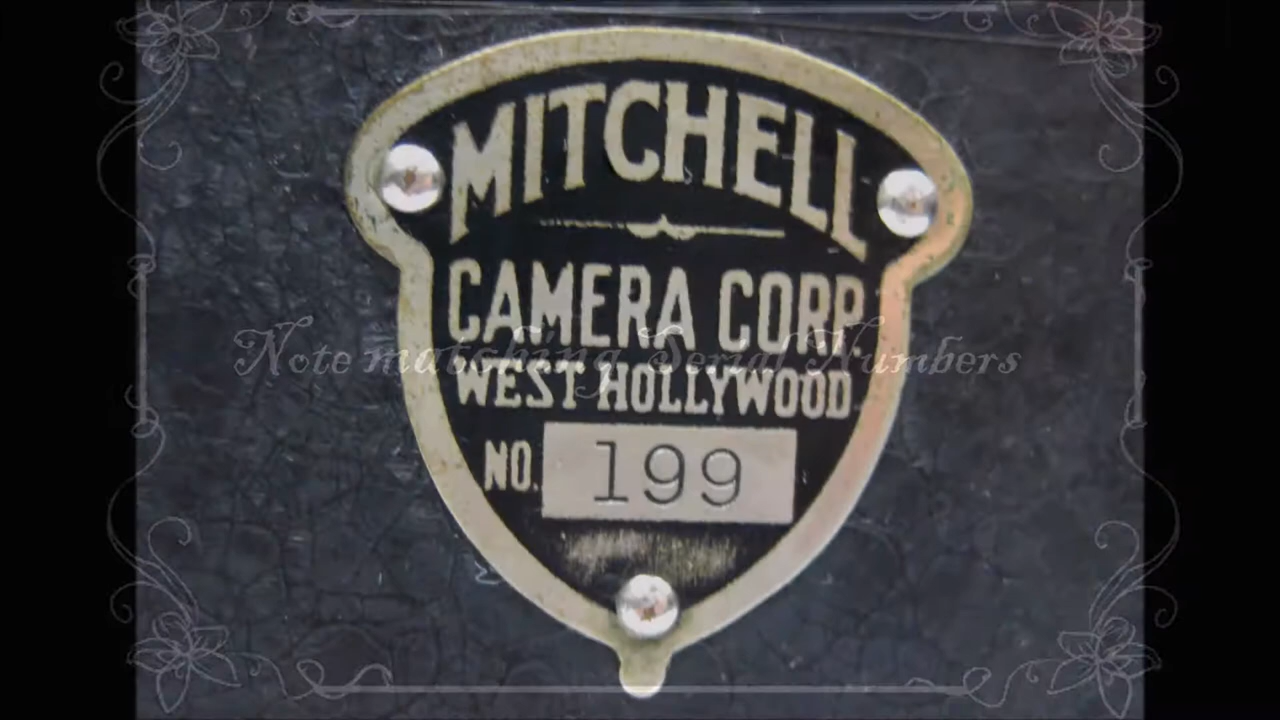 MITCHELL
CAMERA CORP
Note matching Serial Numbers
WEST HOLLYWOOD
NO. 199